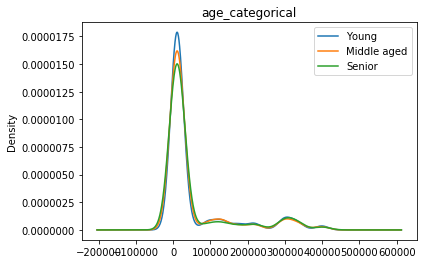 age_categorical
Young
Middle aged
Senior
Density
0.0000175
0.0000150
0.0000125
0.0000100
0.0000075
0.0000050
0.0000025
0.0000000
−200000 −100000 0 100000 200000 300000 400000 500000 600000